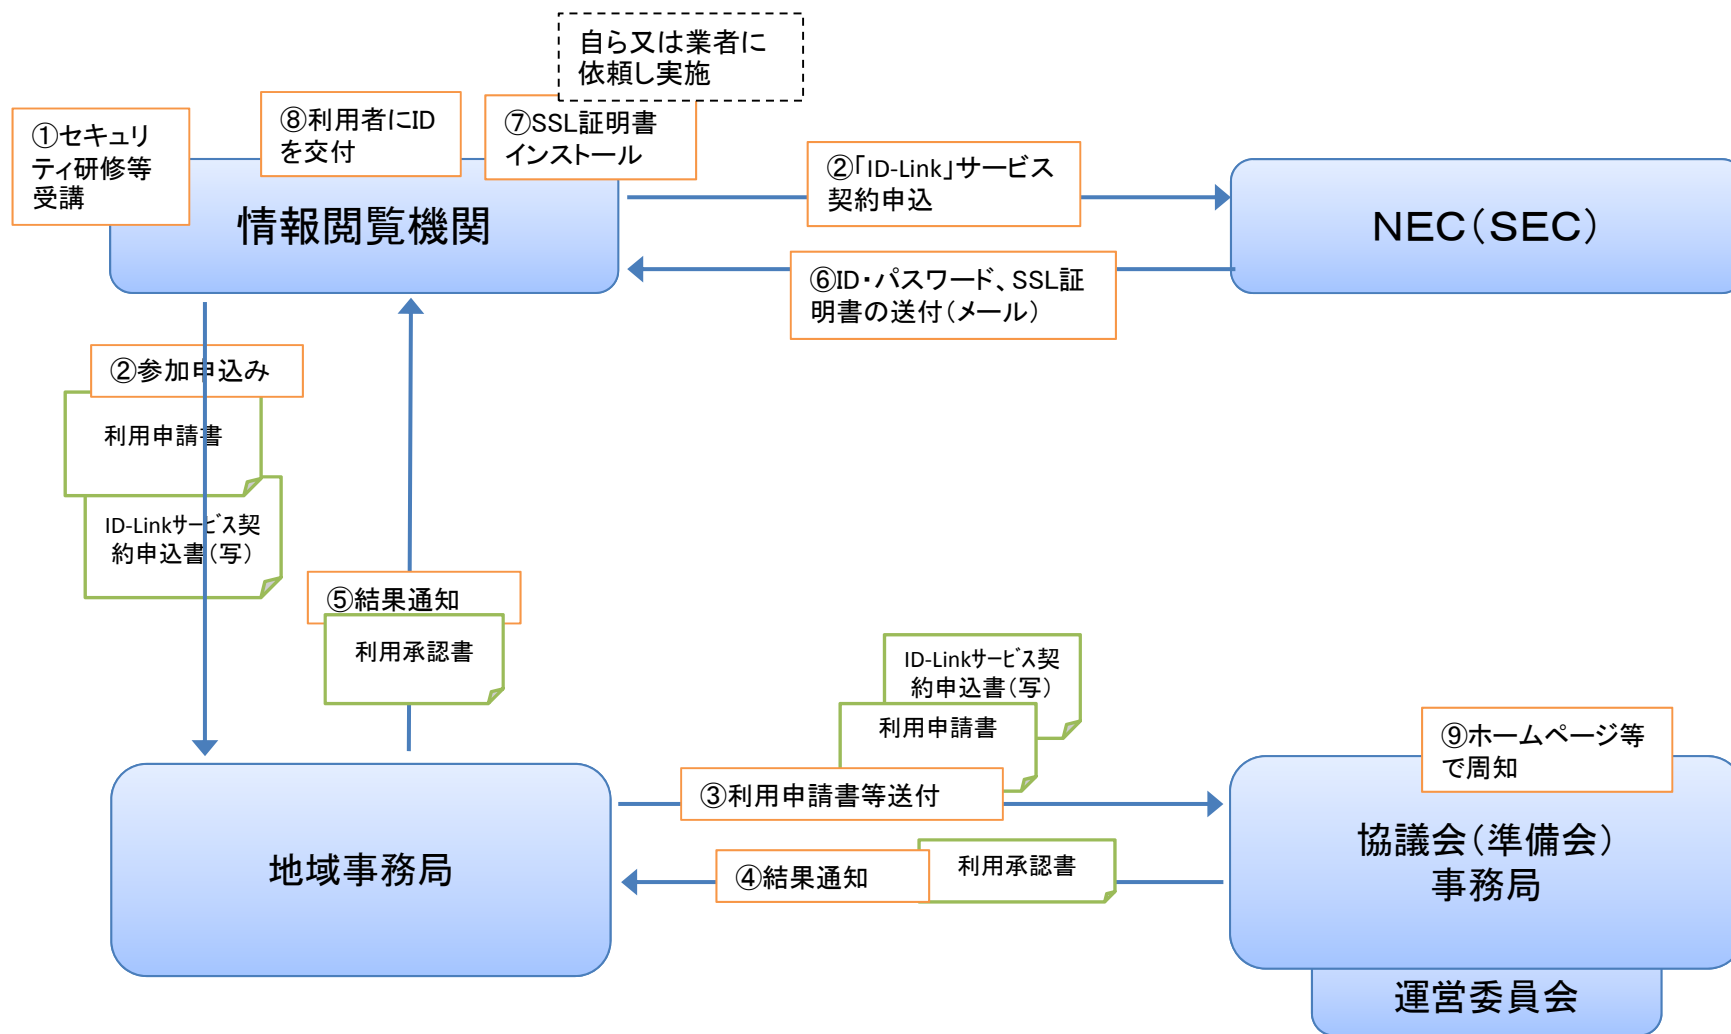 自ら又は業者に
依頼し実施
①セキュリ
ティ研修等
受講
⑧利用者にID
を交付
⑦SSL証明書
インストール
②「ID-Link」サービス
契約申込
情報閲覧機関
NEC(SEC)
⑥ID・パスワード、SSL証
明書の送付(メール)
②参加申込み
利用申請書
ID-Linkサービス契
約申込書(写)
⑤結果通知
利用承認書
ID-Linkサービス契
約申込書(写)
利用申請書
③利用申請書等送付
⑨ホームページ等
で周知
地域事務局
④結果通知
利用承認書
協議会(準備会)
事務局
運営委員会